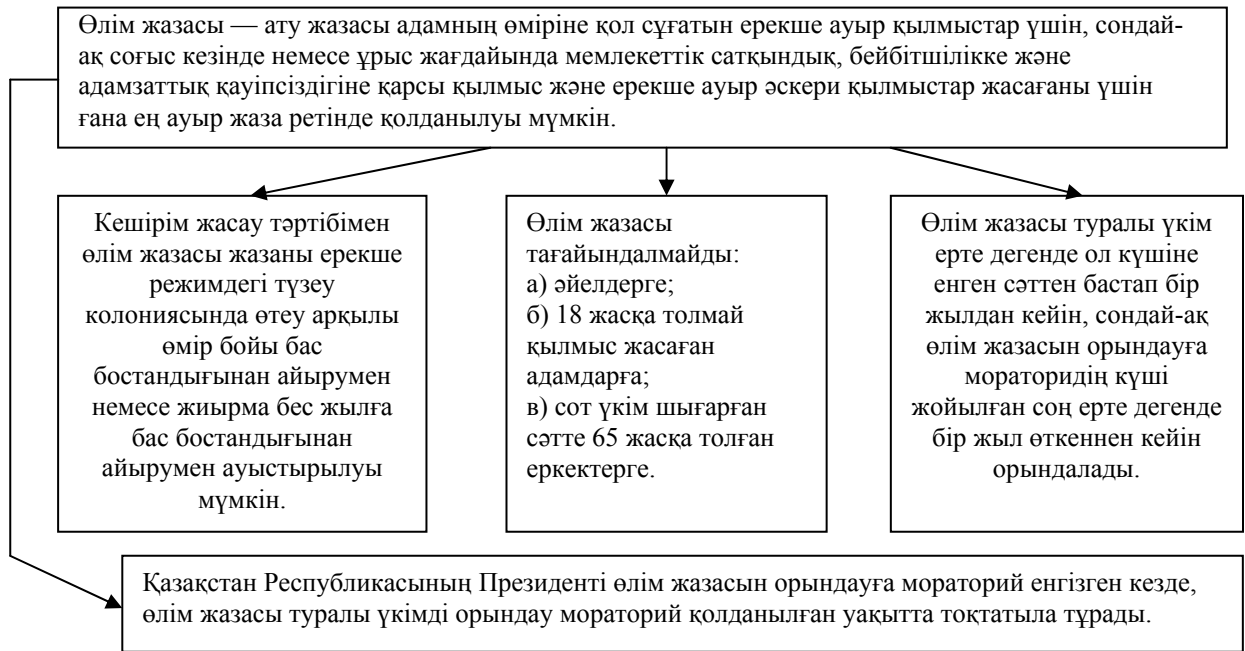 Өлім жазасы — ату жазасы адамның өміріне қол сұғатын ерекше ауыр қылмыстар үшін, сондай-
ақ соғыс кезінде немесе ұрыс жағдайында мемлекеттік сатқындық, бейбітшілікке және
адамзаттық қауіпсіздігіне қарсы қылмыс және ерекше ауыр әскери қылмыстар жасағаны үшін
ғана ең ауыр жаза ретінде қолданылуы мүмкін.
Кешірім жасау тәртібімен
өлім жазасы жазаны ерекше
режимдегі түзеу
колониясында өтеу арқылы
өмір бойы бас
бостандығынан айырумен
немесе жиырма бес жылға
бас бостандығынан
айырумен ауыстырылуы
мүмкін.
Өлім жазасы
тағайындалмайды:
а) әйелдерге;
б) 18 жасқа толмай
қылмыс жасаған
адамдарға;
в) сот үкім шығарған
сәтте 65 жасқа толған
еркектерге.
Өлім жазасы туралы үкім
ерте дегенде ол күшіне
енген сәттен бастап бір
жылдан кейін, сондай-ақ
өлім жазасын орындауға
мораторидің күші
жойылған соң ерте дегенде
бір жыл өткеннен кейін
орындалады.
Қазақстан Республикасының Президенті өлім жазасын орындауға мораторий енгізген кезде,
өлім жазасы туралы үкімді орындау мораторий қолданылған уақытта тоқтатыла тұрады.